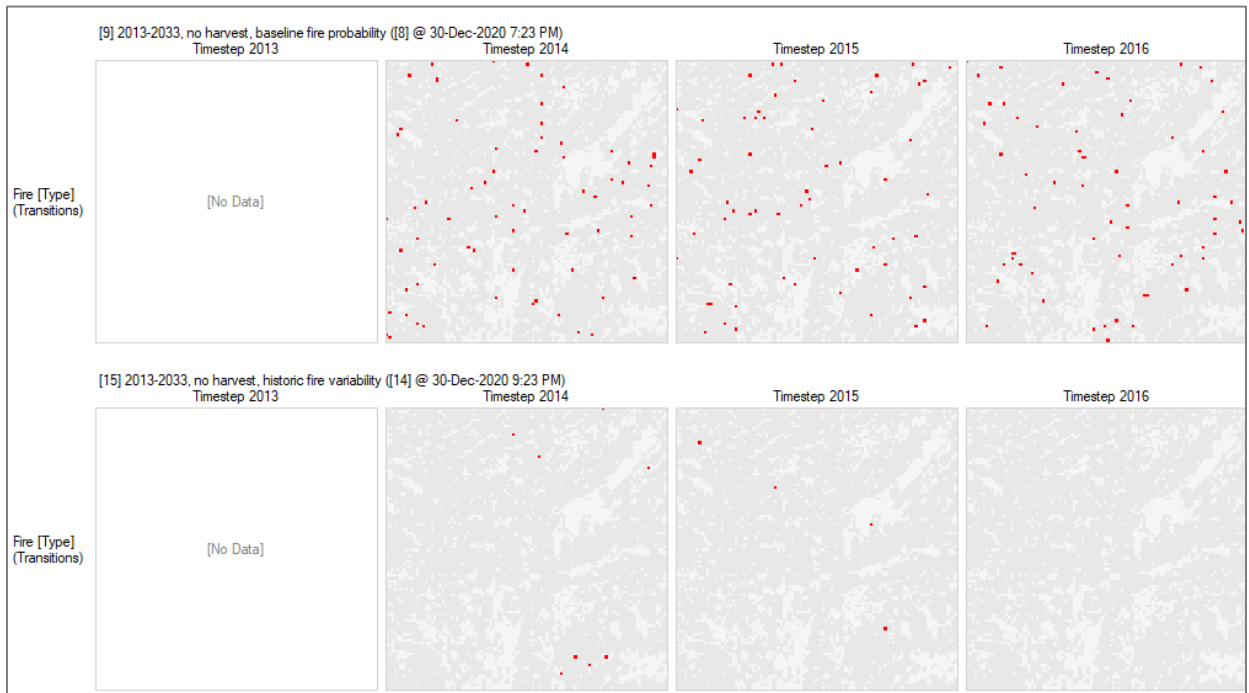 [9] 2013-2033, no harvest, baseline fire probability ([8] @ 30-Dec-2020 7:23 PM)
Timestep 2013
Timestep 2014
Timestep 2015
Timestep 2016
Fire [Type]
(Transitions)
[No Data]
[15] 2013-2033, no harvest, historic fire variability ([14] @ 30-Dec-2020 9:23 PM)
Timestep 2013
Timestep 2014
Timestep 2015
Timestep 2016
Fire [Type]
(Transitions)
[No Data]